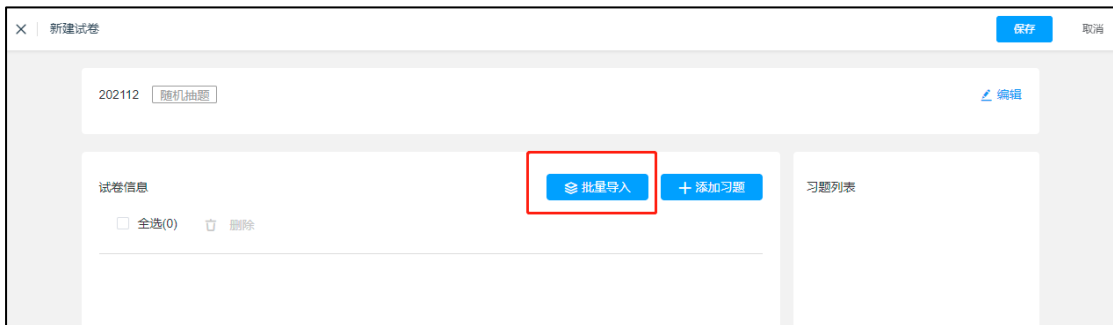 新建试卷 保存 取消
202112 随机抽题 编辑
试卷信息 批量导入 添加习题 习题列表
全选(0) 删除